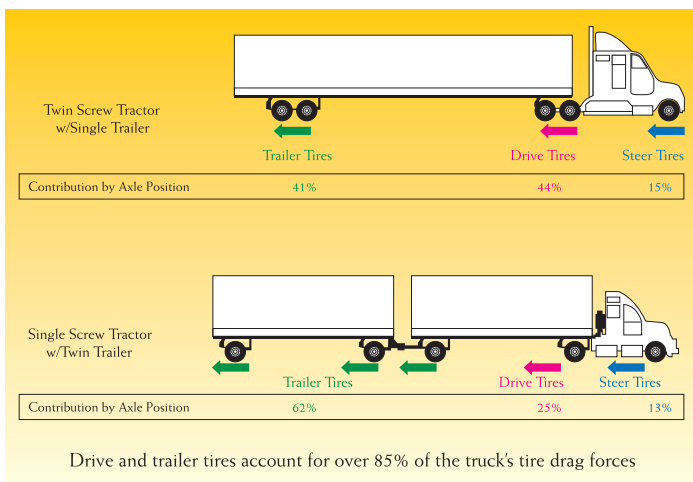 Twin Screw Tractor
w/Single Trailer
Trailer Tires
Drive Tires
Steer Tires
Contribution by Axle Position 41% 44% 15%
Single Screw Tractor
w/Twin Trailer
Trailer Tires
Drive Tires
Steer Tires
Contribution by Axle Position 62% 25% 13%
Drive and trailer tires account for over 85% of the truck's tire drag forces